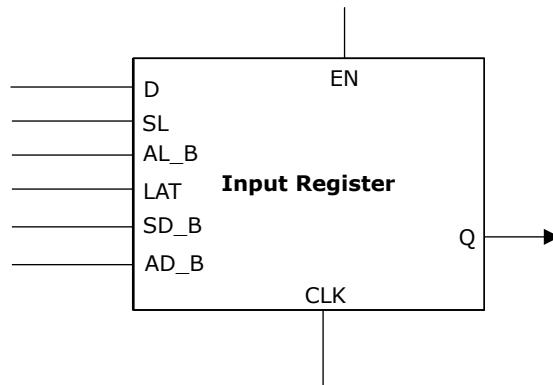 EN
D
SL
AL_B
LAT
Input Register
SD_B
Q
AD_B
CLK